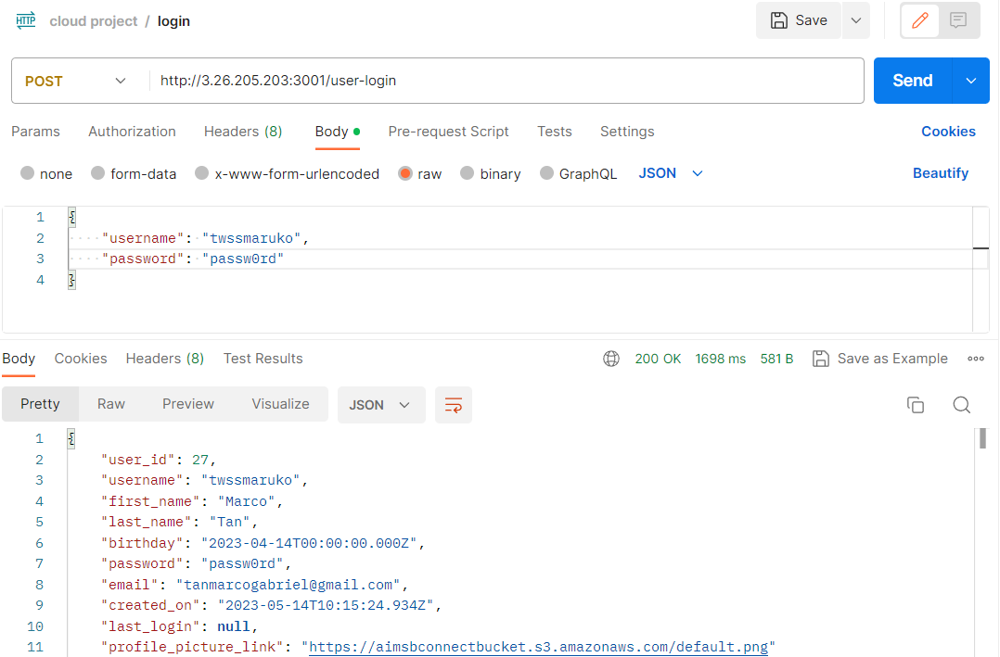 HTTP cloud project / login Save
POST http://3.26.205.203:3001/user-login Send
Params Authorization Headers (8) Body Pre-request Script Tests Settings Cookies
none form-data x-www-form-urlencoded raw binary GraphQL JSON Beautify
1 {
2 ····"username":·"twssmaruko",
3 ····"password":·"passw0rd"
4 }
Body Cookies Headers (8) Test Results 200 OK 1698 ms 581 B Save as Example
Pretty Raw Preview Visualize JSON
1 {
2 "user_id": 27,
3 "username": "twssmaruko",
4 "first_name": "Marco",
5 "last_name": "Tan",
6 "birthday": "2023-04-14T00:00:00.000Z",
7 "password": "passw0rd",
8 "email": "tanmarcogabriel@gmail.com",
9 "created_on": "2023-05-14T10:15:24.934Z",
10 "last_login": null,
11 "profile_picture_link": "https://aimsbconnectbucket.s3.amazonaws.com/default.png"